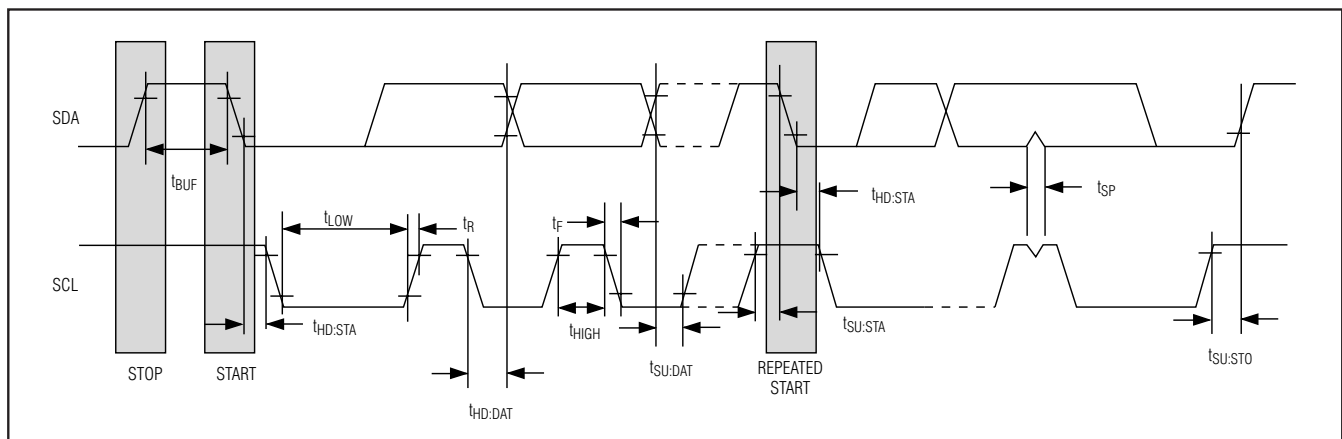 SDA
tBUF
tSP
tHD:STA
tLOW
tR
tF
SCL
tHD:STA
tHIGH
tSU:STA
tSU:DAT
tSU:STO
STOP
START
REPEATED
START
tHD:DAT